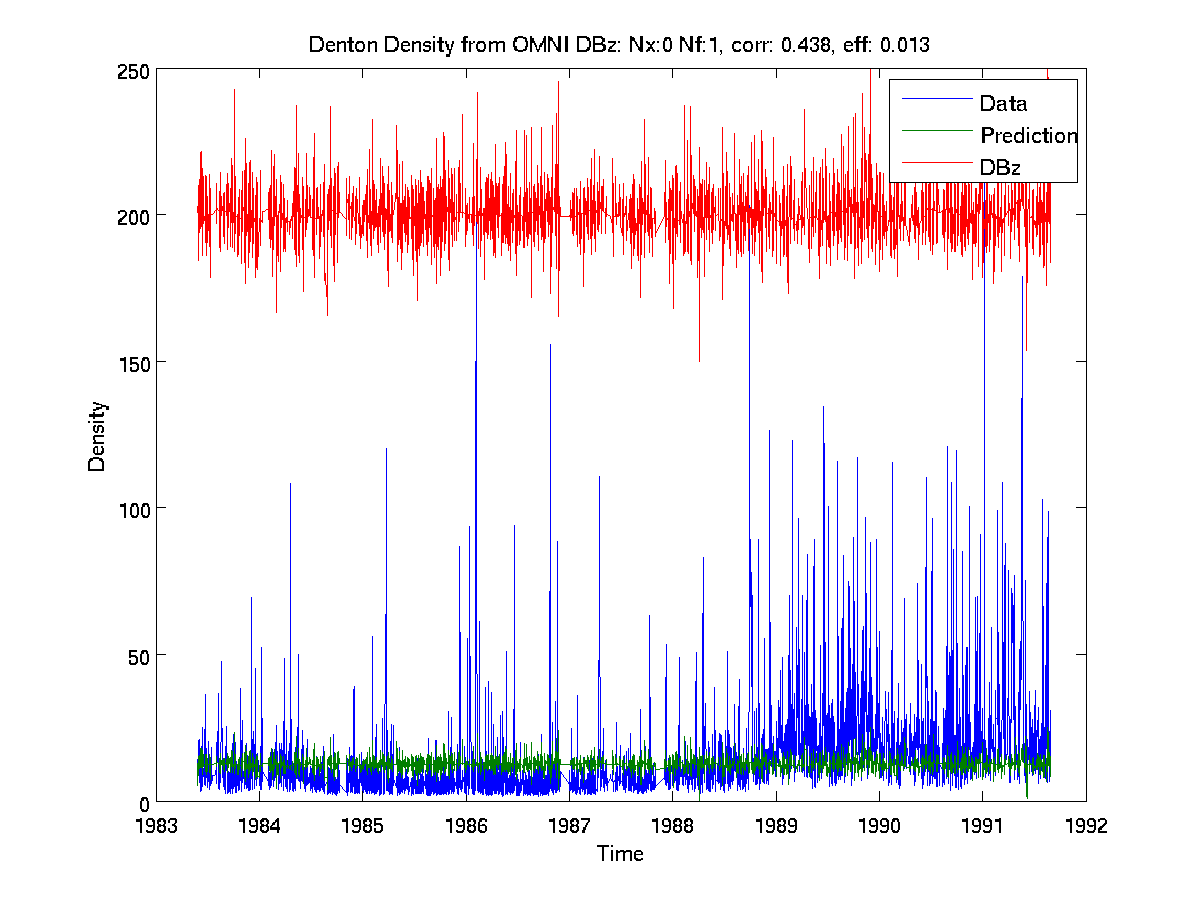 Denton Density from OMNI DBz: Nx:0 Nf:1, corr: 0.438, eff: 0.013
250
200
150
100
50
0
Density
Data
Prediction
DBz
1983 1984 1985 1986 1987 1988 1989 1990 1991 1992
Time